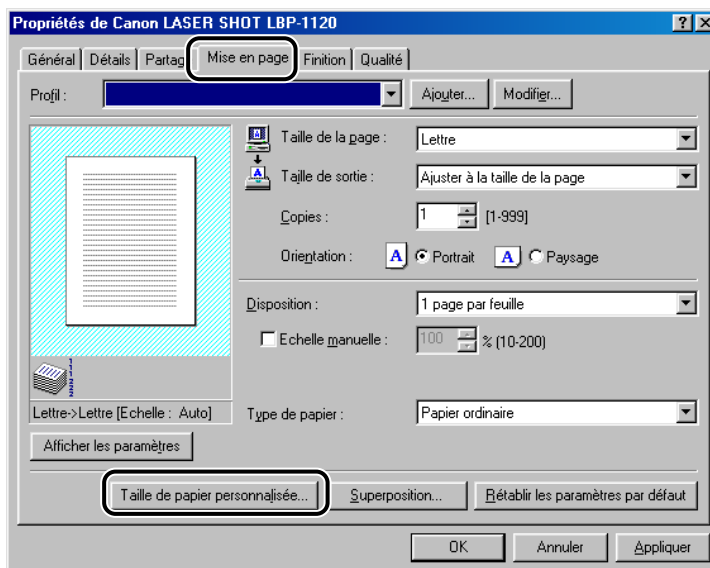 Propriétés de Canon LASER SHOT LBP-1120
Général Détails Partag Mise en page Finition Qualité
Profil : Ajouter... Modifier...
Taille de la page : Lettre
Taille de sortie : Ajuster à la taille de la page
Copies : 1 [1-999]
Orientation : A Portrait A Paysage
Disposition : 1 page par feuille
Echelle manuelle : 100 % (10-200)
Lettre->Lettre [Echelle : Auto]
Type de papier : Papier ordinaire
Afficher les paramètres
Taille de papier personnalisée... Superposition... Rétablir les paramètres par défaut
OK Annuler Appliquer